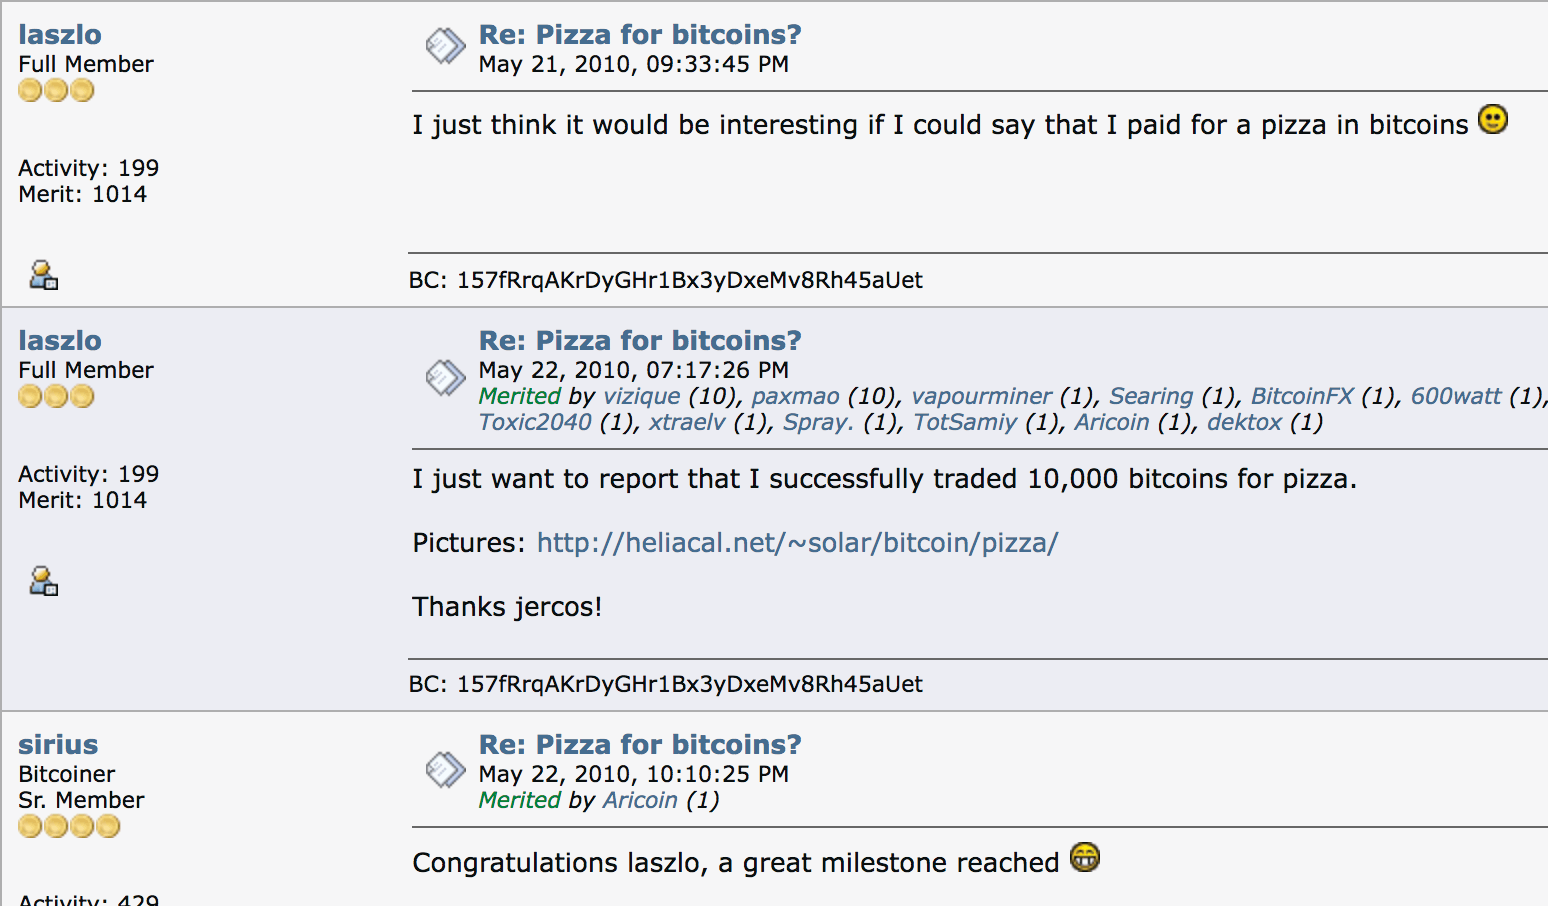 laszlo
Full Member
Activity: 199
Merit: 1014
Re: Pizza for bitcoins?
May 21, 2010, 09:33:45 PM
I just think it would be interesting if I could say that I paid for a pizza in bitcoins
BC: 157fRrqAKrDyGHr1Bx3yDxeMv8Rh45aUet
laszlo
Full Member
Activity: 199
Merit: 1014
Re: Pizza for bitcoins?
May 22, 2010, 07:17:26 PM
Merited by vizique (10), paxmao (10), vapourminer (1), Searing (1), BitcoinFX (1), 600watt (1),
Toxic2040 (1), xtraelv (1), Spray. (1), TotSamiy (1), Aricoin (1), dektox (1)
I just want to report that I successfully traded 10,000 bitcoins for pizza.
Pictures: http://heliacal.net/~solar/bitcoin/pizza/
Thanks jercos!
BC: 157fRrqAKrDyGHr1Bx3yDxeMv8Rh45aUet
sirius
Bitcoiner
Sr. Member
Activity: 429
Re: Pizza for bitcoins?
May 22, 2010, 10:10:25 PM
Merited by Aricoin (1)
Congratulations laszlo, a great milestone reached